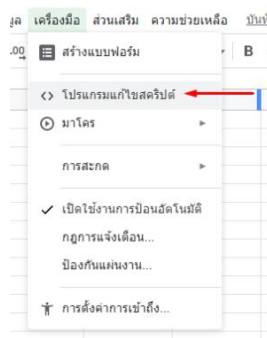 มูล เครื่องมือ ส่วนเสริม ความช่วยเหลือ บันทึ
.00 สร้างแบบฟอร์ม B
<> โปรแกรมแก้ไขสคริปต์
มาโคร
การสะกด
เปิดใช้งานการป้อนอัตโนมัติ
กฎการแจ้งเตือน...
ป้องกันแผ่นงาน...
การตั้งค่าการเข้าถึง...